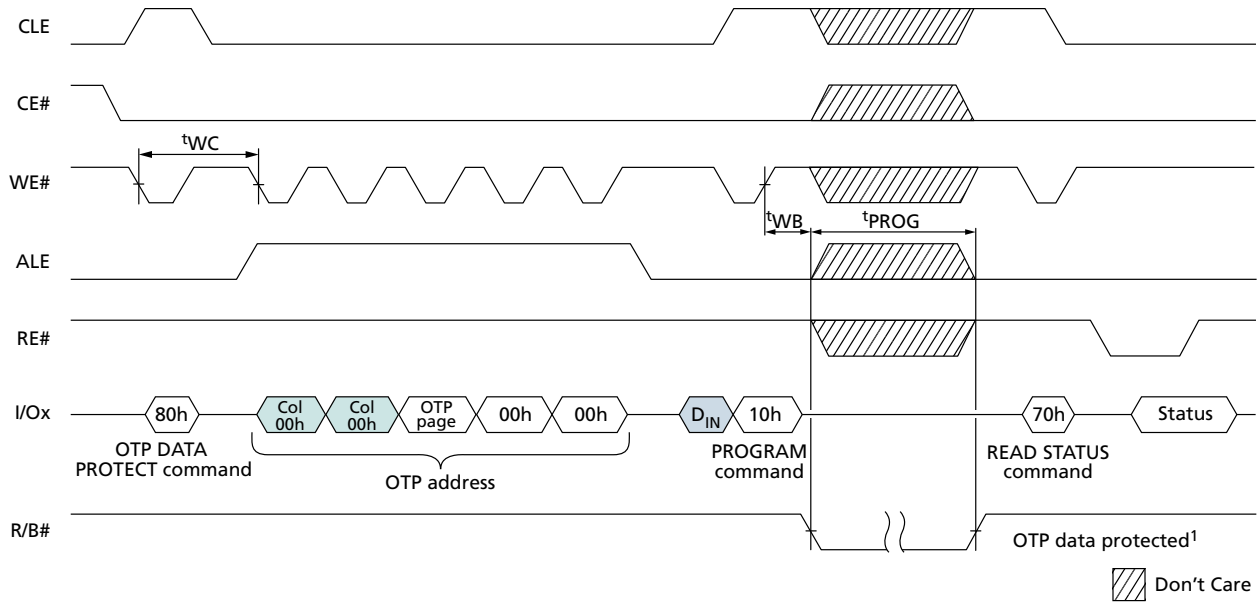 CLE
CE#
tWC
WE#
tWB
tPROG
ALE
RE#
I/Ox
80h
Col 00h
Col 00h
OTP page
00h
00h
DIN
10h
70h
Status
OTP DATA PROTECT command
OTP address
PROGRAM command
READ STATUS command
R/B#
OTP data protected1
Don't Care